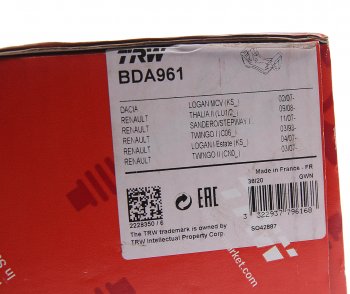 TRW
BDA961
DACIA LOGAN MCV (KS_) 02/07-
RENAULT THALIA II (LU1/2_) 09/08-
RENAULT SANDERO/STEPWAY I 11/07-
RENAULT TWINGO I (C06_) 03/93-
RENAULT LOGAN I Estate (KS_) 04/07-
RENAULT TWINGO II (CN0_) 03/07-
Made in France - FR
38/20 GWN
EAC
2228350 / 6
3 322937 796168
The TRW trademark is owned by
TRW Intellectual Property Corp.
SO42887
rmarket.com